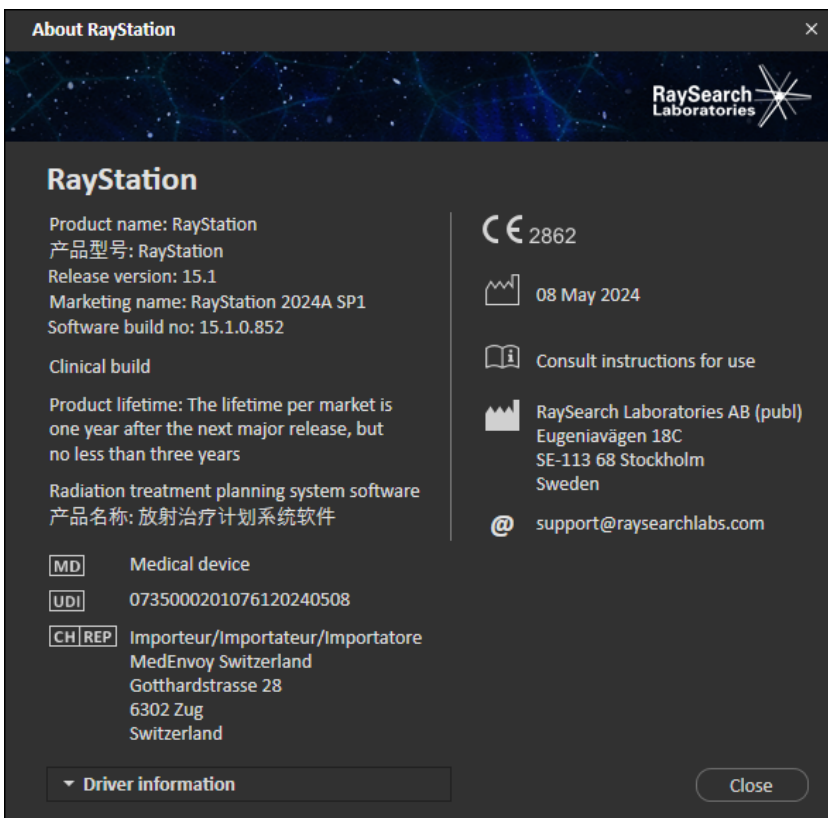 About RayStation
RaySearch
Laboratories
RayStation
Product name: RayStation
产品型号: RayStation
Release version: 15.1
Marketing name: RayStation 2024A SP1
Software build no: 15.1.0.852
Clinical build
Product lifetime: The lifetime per market is
one year after the next major release, but
no less than three years
Radiation treatment planning system software
产品名称: 放射治疗计划系统软件
MD Medical device
UDI 0735000201076120240508
CH REP Importeur/Importateur/Importatore
MedEnvoy Switzerland
Gotthardstrasse 28
6302 Zug
Switzerland
CE 2862
08 May 2024
i Consult instructions for use
RaySearch Laboratories AB (publ)
Eugeniavägen 18C
SE-113 68 Stockholm
Sweden
@ support@raysearchlabs.com
Driver information
Close